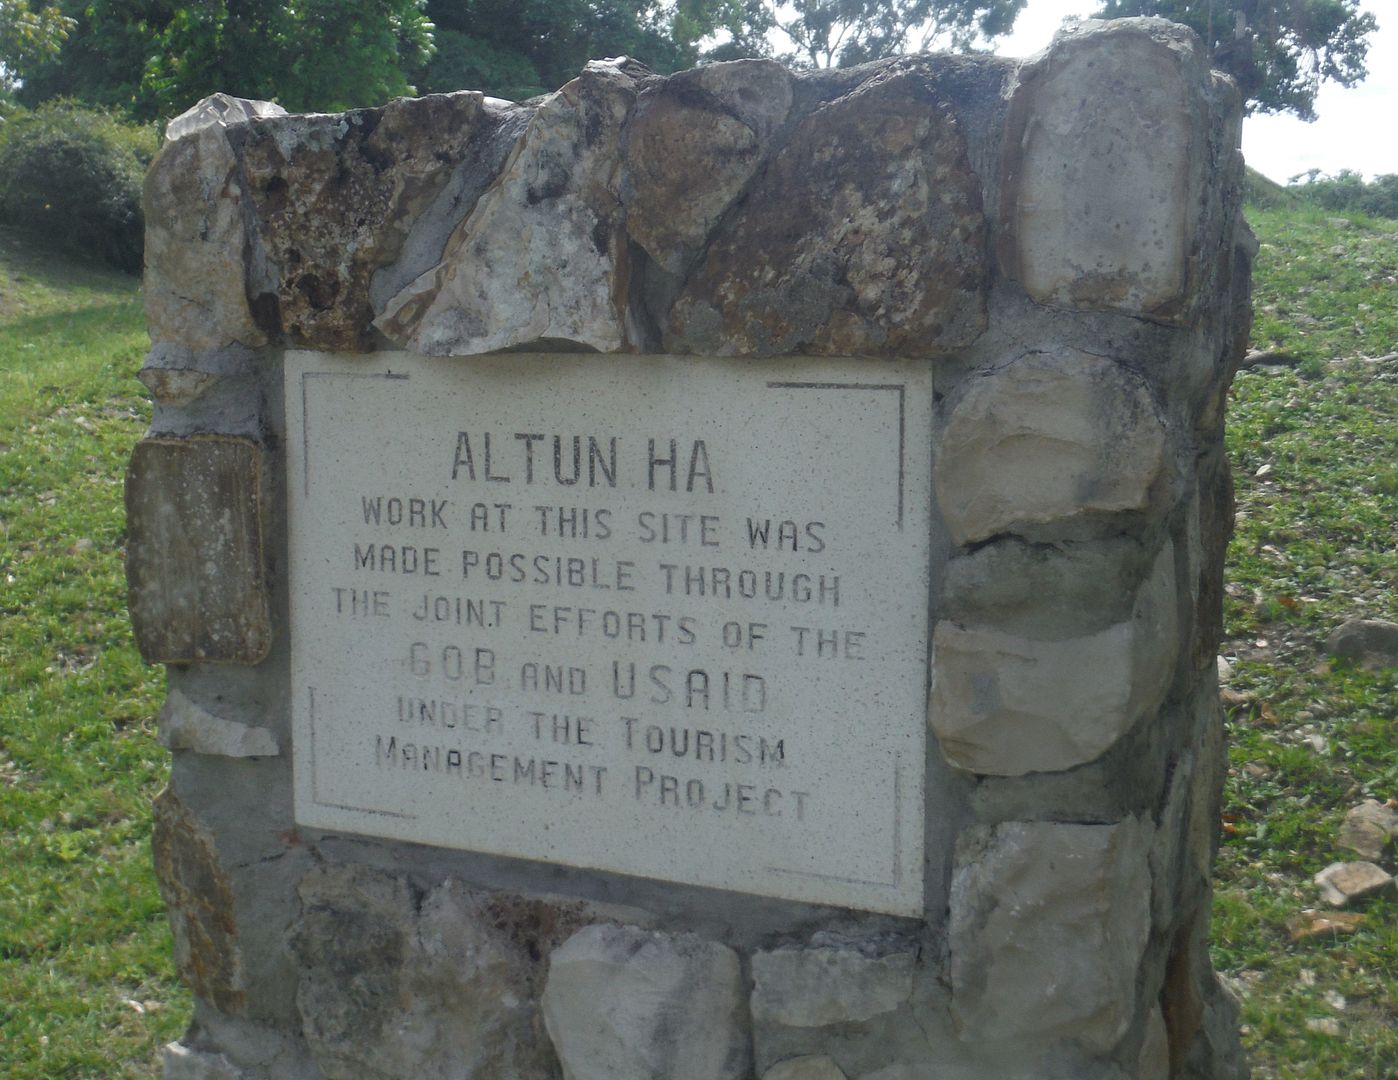 ALTUN HA
WORK AT THIS SITE WAS
MADE POSSIBLE THROUGH
THE JOINT EFFORTS OF THE
GOB AND USAID
UNDER THE TOURISM
MANAGEMENT PROJECT